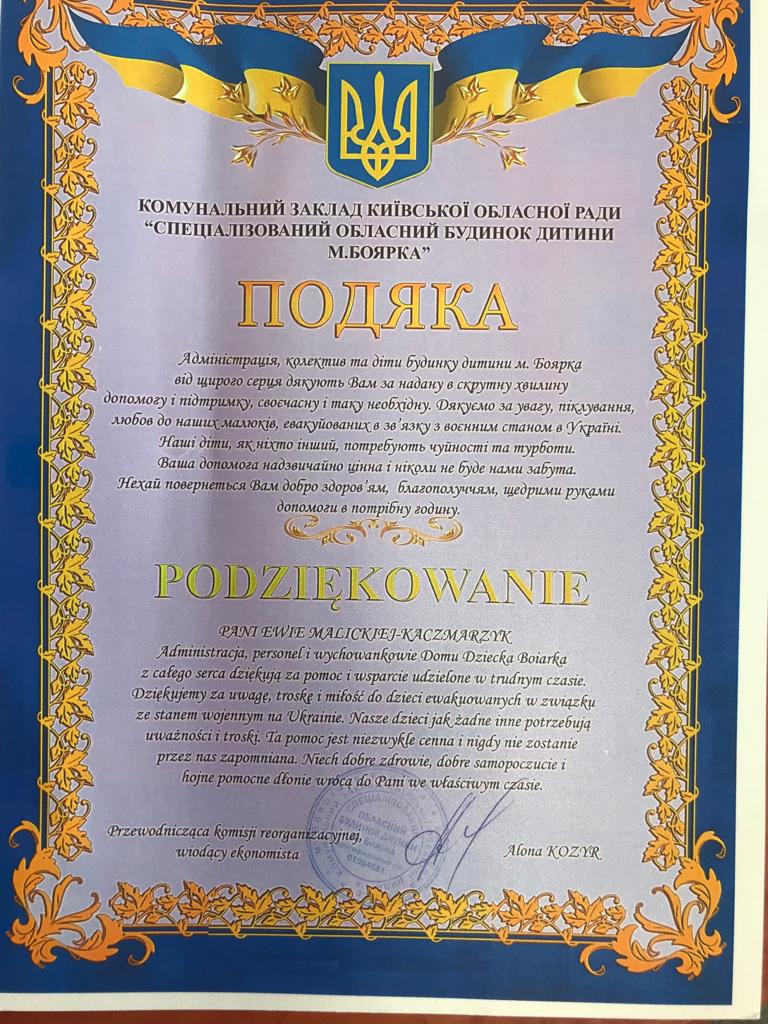 КОМУНАЛЬНИЙ ЗАКЛАД КИЇВСЬКОЇ ОБЛАСНОЇ РАДИ
“СПЕЦІАЛІЗОВАНИЙ ОБЛАСНИЙ БУДИНОК ДИТИНИ
М.БОЯРКА”
ПОДЯКА
Адміністрація, колектив та діти будинку дитини м. Боярка
від щирого серця дякують Вам за надану в скрутну хвилину
допомогу і підтримку, своєчасну і таку необхідну. Дякуємо за увагу, піклування,
любов до наших малюків, евакуйованих в зв’язку з воєнним станом в Україні.
Наші діти, як ніхто інший, потребують чуйності та турботи.
Ваша допомога надзвичайно цінна і ніколи не буде нами забута.
Нехай повернеться Вам добро здоров’ям, благополуччям, щедрими руками
допомоги в потрібну годину.
PODZIĘKOWANIE
PANI EWIE MALICKIEJ-KACZMARZYK
Administracja, personel i wychowankowie Domu Dziecka Boiarka
z całego serca dziękują za pomoc i wsparcie udzielone w trudnym czasie.
Dziękujemy za uwagę, troskę i miłość do dzieci ewakuowanych w związku
ze stanem wojennym na Ukrainie. Nasze dzieci jak żadne inne potrzebują
uważności i troski. Ta pomoc jest niezwykle cenna i nigdy nie zostanie
przez nas zapomniana. Niech dobre zdrowie, dobre samopoczucie i
hojne pomocne dłonie wrócą do Pani we właściwym czasie.
Przewodnicząca komisji reorganizacyjnej,
wiodący ekonomista
Alona KOZYR
ОБЛАСНИЙ
БУДИНОК ДИТИНИ